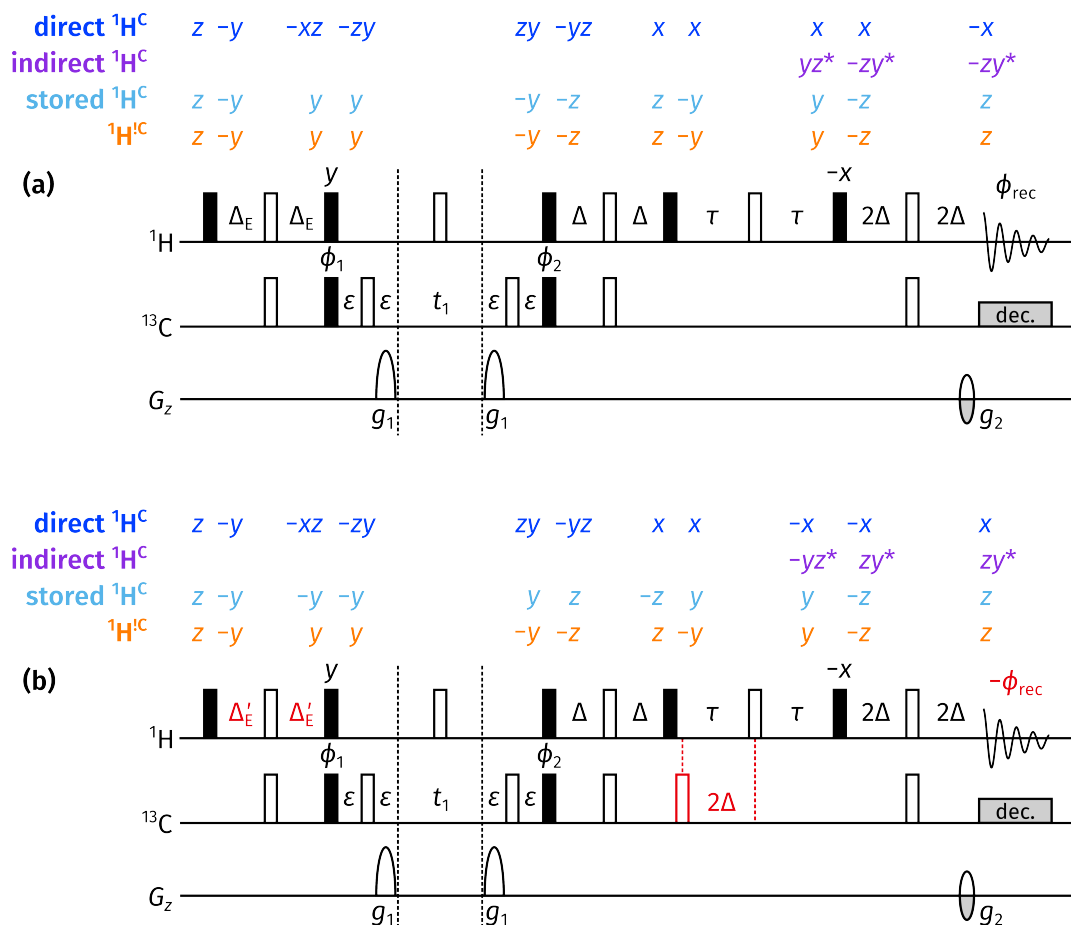 direct ¹Hᶜ z −y −xz −zy zy −yz x x x x −x
indirect ¹Hᶜ yz* −zy* −zy*
stored ¹Hᶜ z −y y y −y −z z −y y −z z
¹H^!C z −y y y −y −z z −y y −z z
(a) y −x ϕrec
¹H ΔE ΔE Δ Δ τ τ 2Δ 2Δ
ϕ1 ϕ2
¹³C ε ε t1 ε ε dec.
Gz g1 g1 g2
direct ¹Hᶜ z −y −xz −zy zy −yz x x −x −x x
indirect ¹Hᶜ −yz* zy* zy*
stored ¹Hᶜ z −y −y −y y z −z y y −z z
¹H^!C z −y y y −y −z z −y y −z z
(b) y −x −ϕrec
¹H Δ′E Δ′E Δ Δ τ τ 2Δ 2Δ
ϕ1 ϕ2
¹³C ε ε t1 ε ε 2Δ dec.
Gz g1 g1 g2